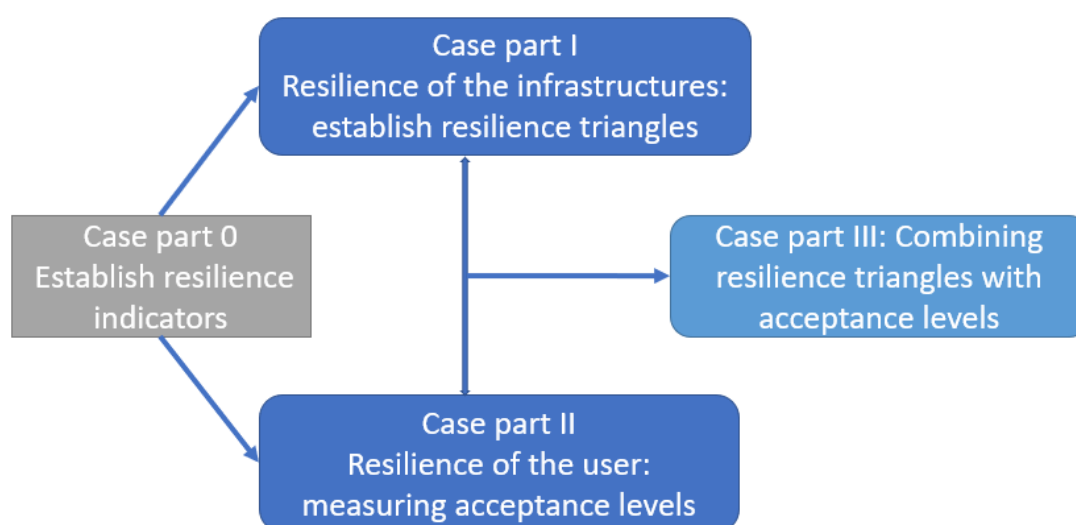 Case part I
Resilience of the infrastructures:
establish resilience triangles
Case part 0
Establish resilience
indicators
Case part III: Combining
resilience triangles with
acceptance levels
Case part II
Resilience of the user:
measuring acceptance levels